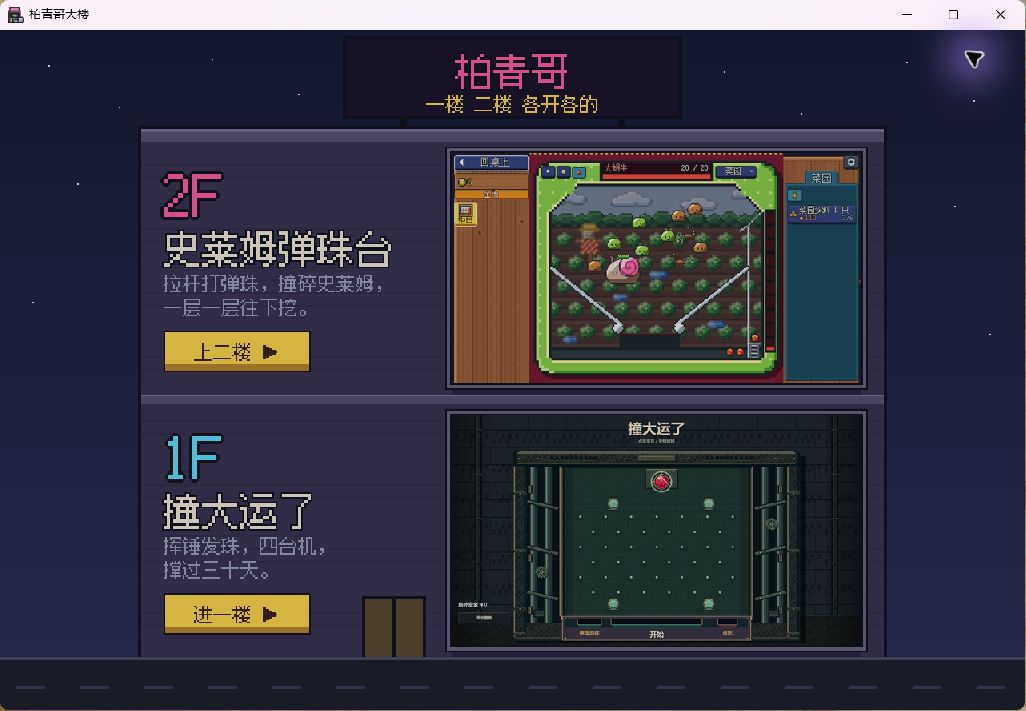 柏青哥大楼
柏青哥
一楼 二楼 各开各的
2F
史莱姆弹珠台
拉杆打弹珠，撞碎史莱姆，
一层一层往下挖。
上二楼 ▶
回桌上
大蜗牛
20 / 20
菜园
菜园
1F
撞大运了
挥锤发珠，四台机，
撑过三十天。
进一楼 ▶
撞大运了
开始